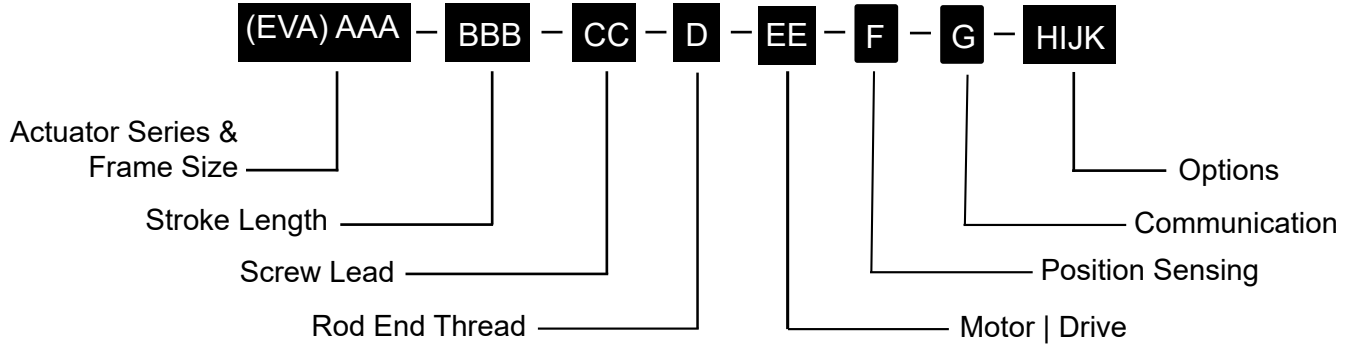 (EVA) AAA – BBB – CC – D – EE – F – G – HIJK
Actuator Series &
Frame Size
Stroke Length
Screw Lead
Rod End Thread
Options
Communication
Position Sensing
Motor | Drive